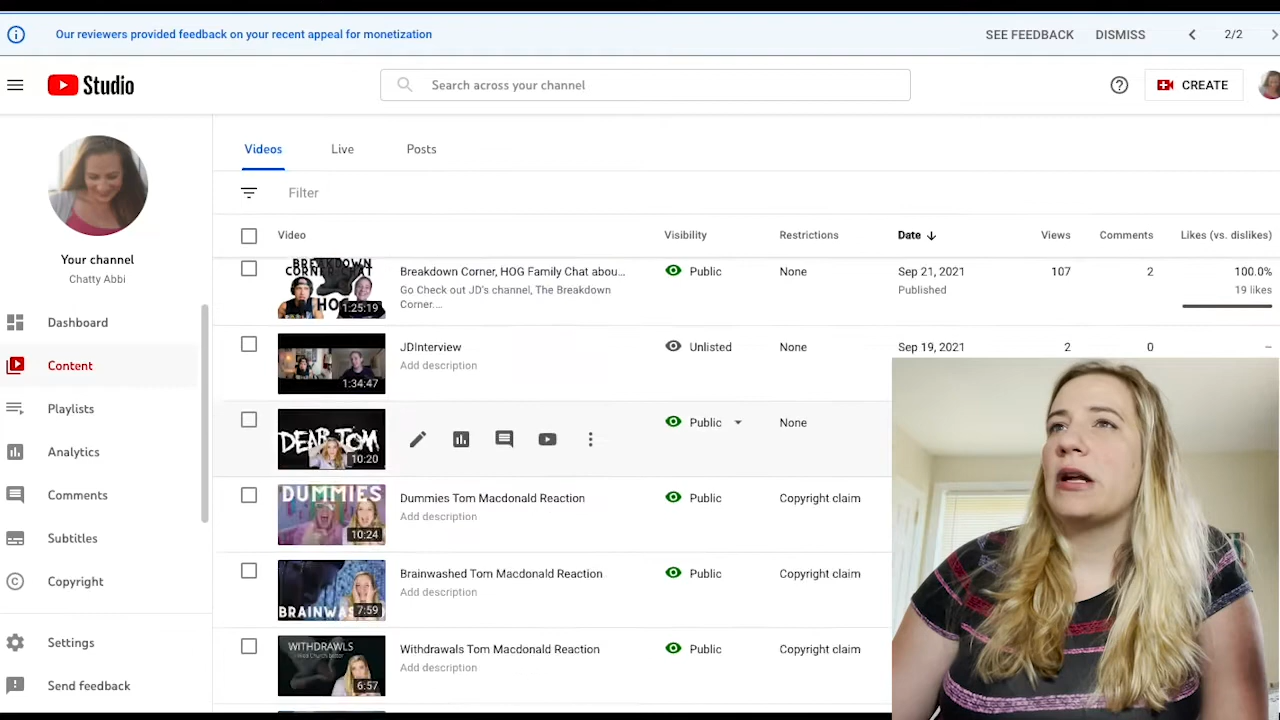 Our reviewers provided feedback on your recent appeal for monetization
SEE FEEDBACK
DISMISS
2/2
Studio
Search across your channel
CREATE
Your channel
Chatty Abbi
Dashboard
Content
Playlists
Analytics
Comments
Subtitles
Copyright
Settings
Send feedback
Videos
Live
Posts
Filter
Video
Visibility
Restrictions
Date
Views
Comments
Likes (vs. dislikes)
BREAKDOWN
CORNER CHAT
HOG
1:25:19
Breakdown Corner, HOG Family Chat abou...
Go Check out JD's channel, The Breakdown
Corner....
Public
None
Sep 21, 2021
Published
107
2
100.0%
19 likes
1:34:47
JDInterview
Add description
Unlisted
None
Sep 19, 2021
2
0
–
DEAR TOM
10:20
Public
None
DUMMIES
10:24
Dummies Tom Macdonald Reaction
Add description
Public
Copyright claim
BRAINWAS
7:59
Brainwashed Tom Macdonald Reaction
Add description
Public
Copyright claim
WITHDRAWLS
6:57
Withdrawals Tom Macdonald Reaction
Add description
Public
Copyright claim